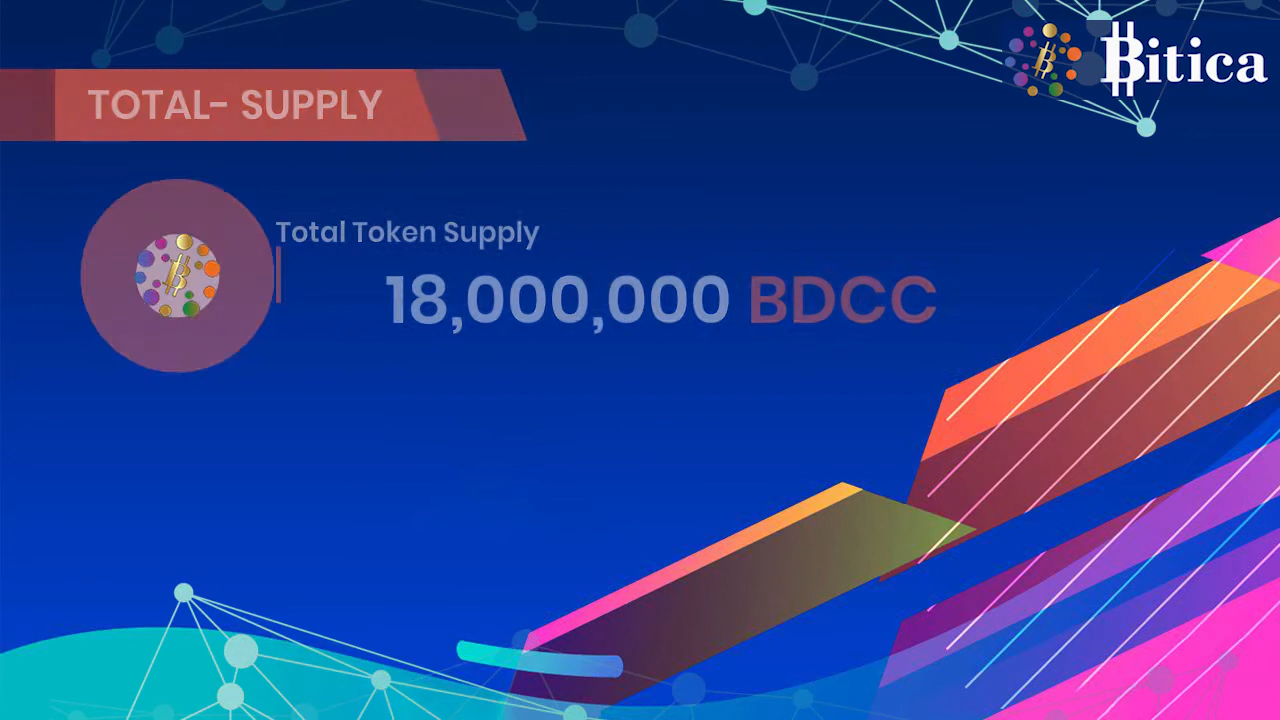 Bitica
TOTAL- SUPPLY
Total Token Supply
18,000,000 BDCC